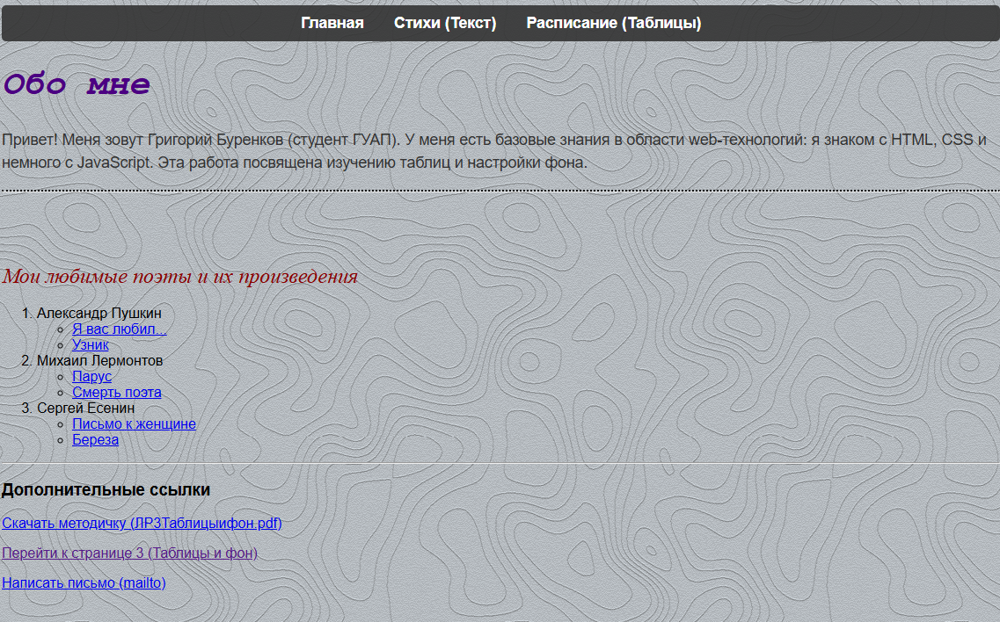 Главная Стихи (Текст) Расписание (Таблицы)
Обо мне
Привет! Меня зовут Григорий Буренков (студент ГУАП). У меня есть базовые знания в области web-технологий: я знаком с HTML, CSS и
немного с JavaScript. Эта работа посвящена изучению таблиц и настройки фона.
Мои любимые поэты и их произведения
1. Александр Пушкин
Я вас любил...
Узник
2. Михаил Лермонтов
Парус
Смерть поэта
3. Сергей Есенин
Письмо к женщине
Береза
Дополнительные ссылки
Скачать методичку (ЛР3Таблицыифон.pdf)
Перейти к странице 3 (Таблицы и фон)
Написать письмо (mailto)